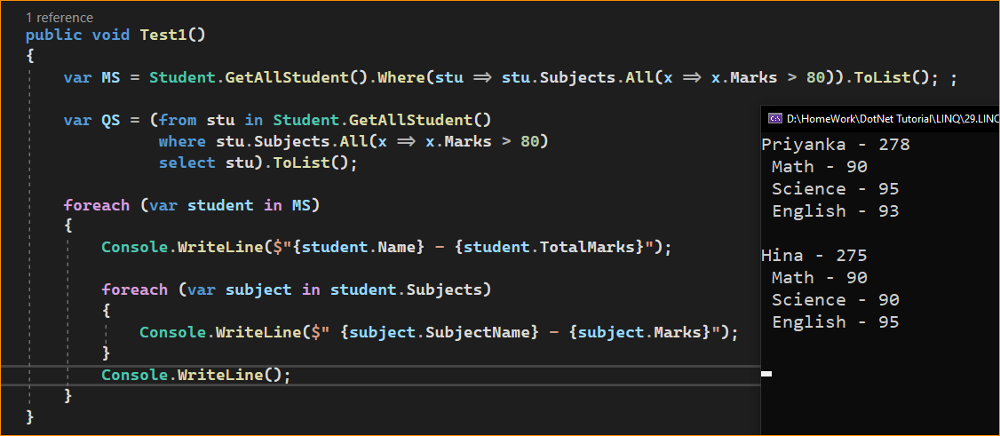 1 reference
public void Test1()
{
var MS = Student.GetAllStudent().Where(stu => stu.Subjects.All(x => x.Marks > 80)).ToList(); ;
var QS = (from stu in Student.GetAllStudent()
where stu.Subjects.All(x => x.Marks > 80)
select stu).ToList();
foreach (var student in MS)
{
Console.WriteLine($"{student.Name} - {student.TotalMarks}");
foreach (var subject in student.Subjects)
{
Console.WriteLine($" {subject.SubjectName} - {subject.Marks}");
}
Console.WriteLine();
}
}
D:\HomeWork\DotNet Tutorial\LINQ\29.LINQ
Priyanka - 278
Math - 90
Science - 95
English - 93
Hina - 275
Math - 90
Science - 90
English - 95